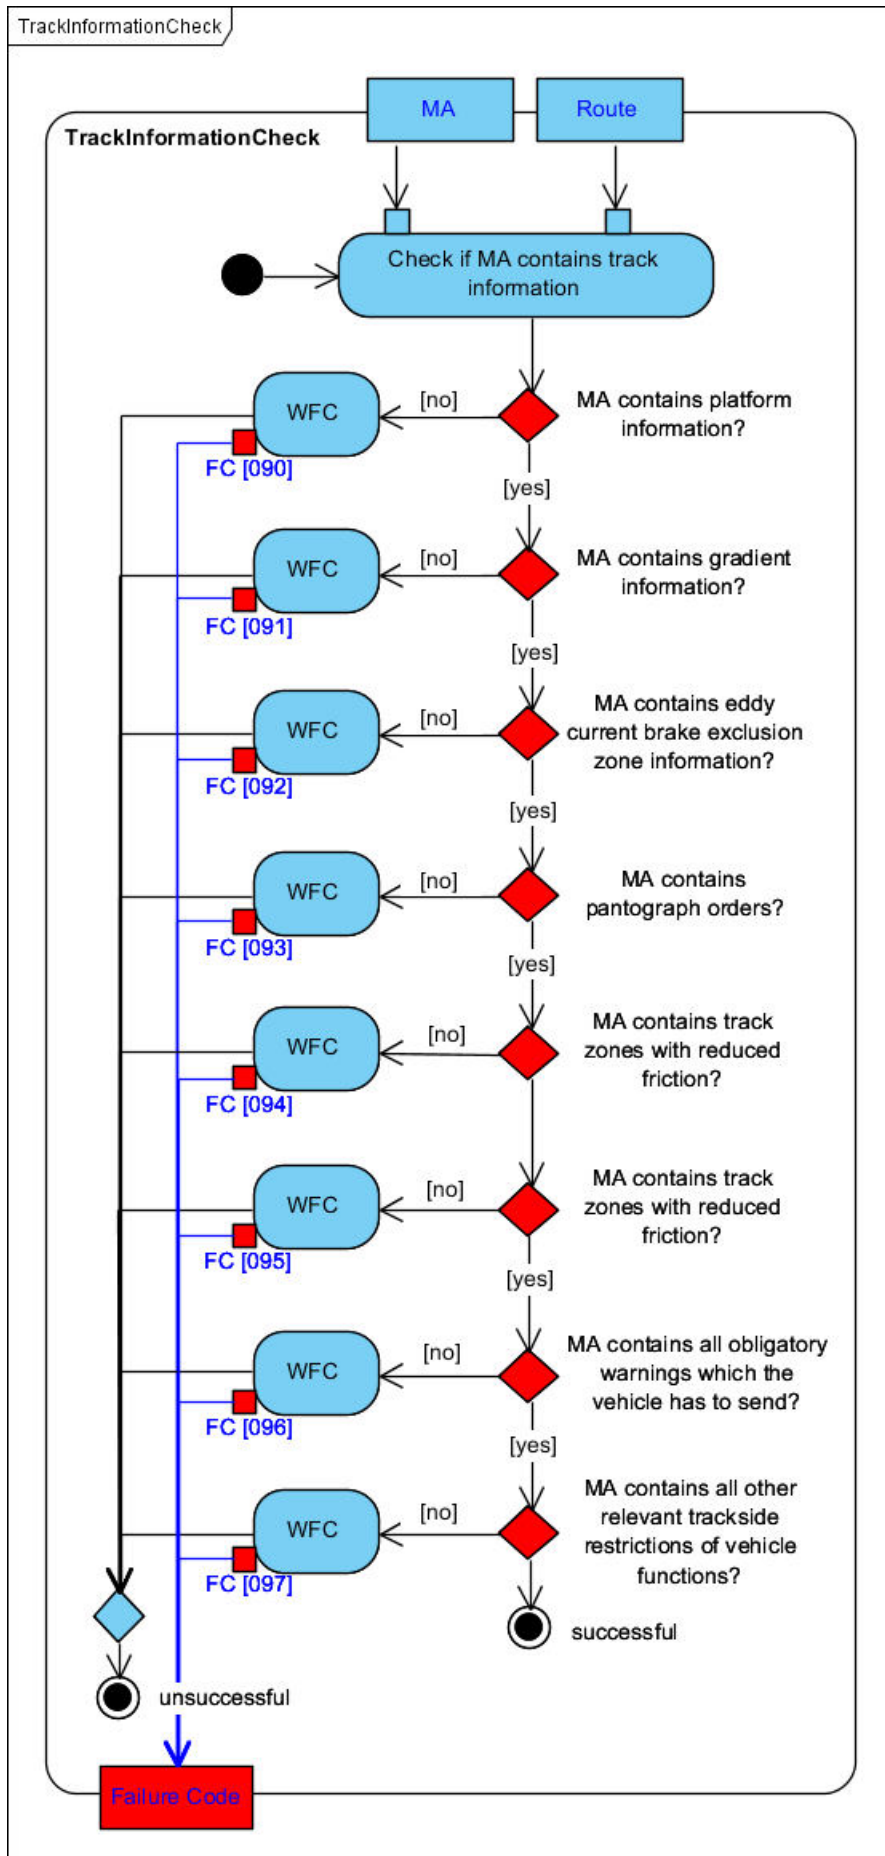 TrackInformationCheck
MA
Route
TrackInformationCheck
Check if MA contains track
information
WFC
[no]
MA contains platform
information?
FC [090]
[yes]
WFC
[no]
MA contains gradient
information?
FC [091]
[yes]
WFC
[no]
MA contains eddy
current brake exclusion
zone information?
FC [092]
[yes]
WFC
[no]
MA contains
pantograph orders?
FC [093]
[yes]
WFC
[no]
MA contains track
zones with reduced
friction?
FC [094]
WFC
[no]
MA contains track
zones with reduced
friction?
FC [095]
[yes]
WFC
[no]
MA contains all obligatory
warnings which the
vehicle has to send?
FC [096]
[yes]
WFC
[no]
MA contains all other
relevant trackside
restrictions of vehicle
functions?
FC [097]
successful
unsuccessful
Failure Code